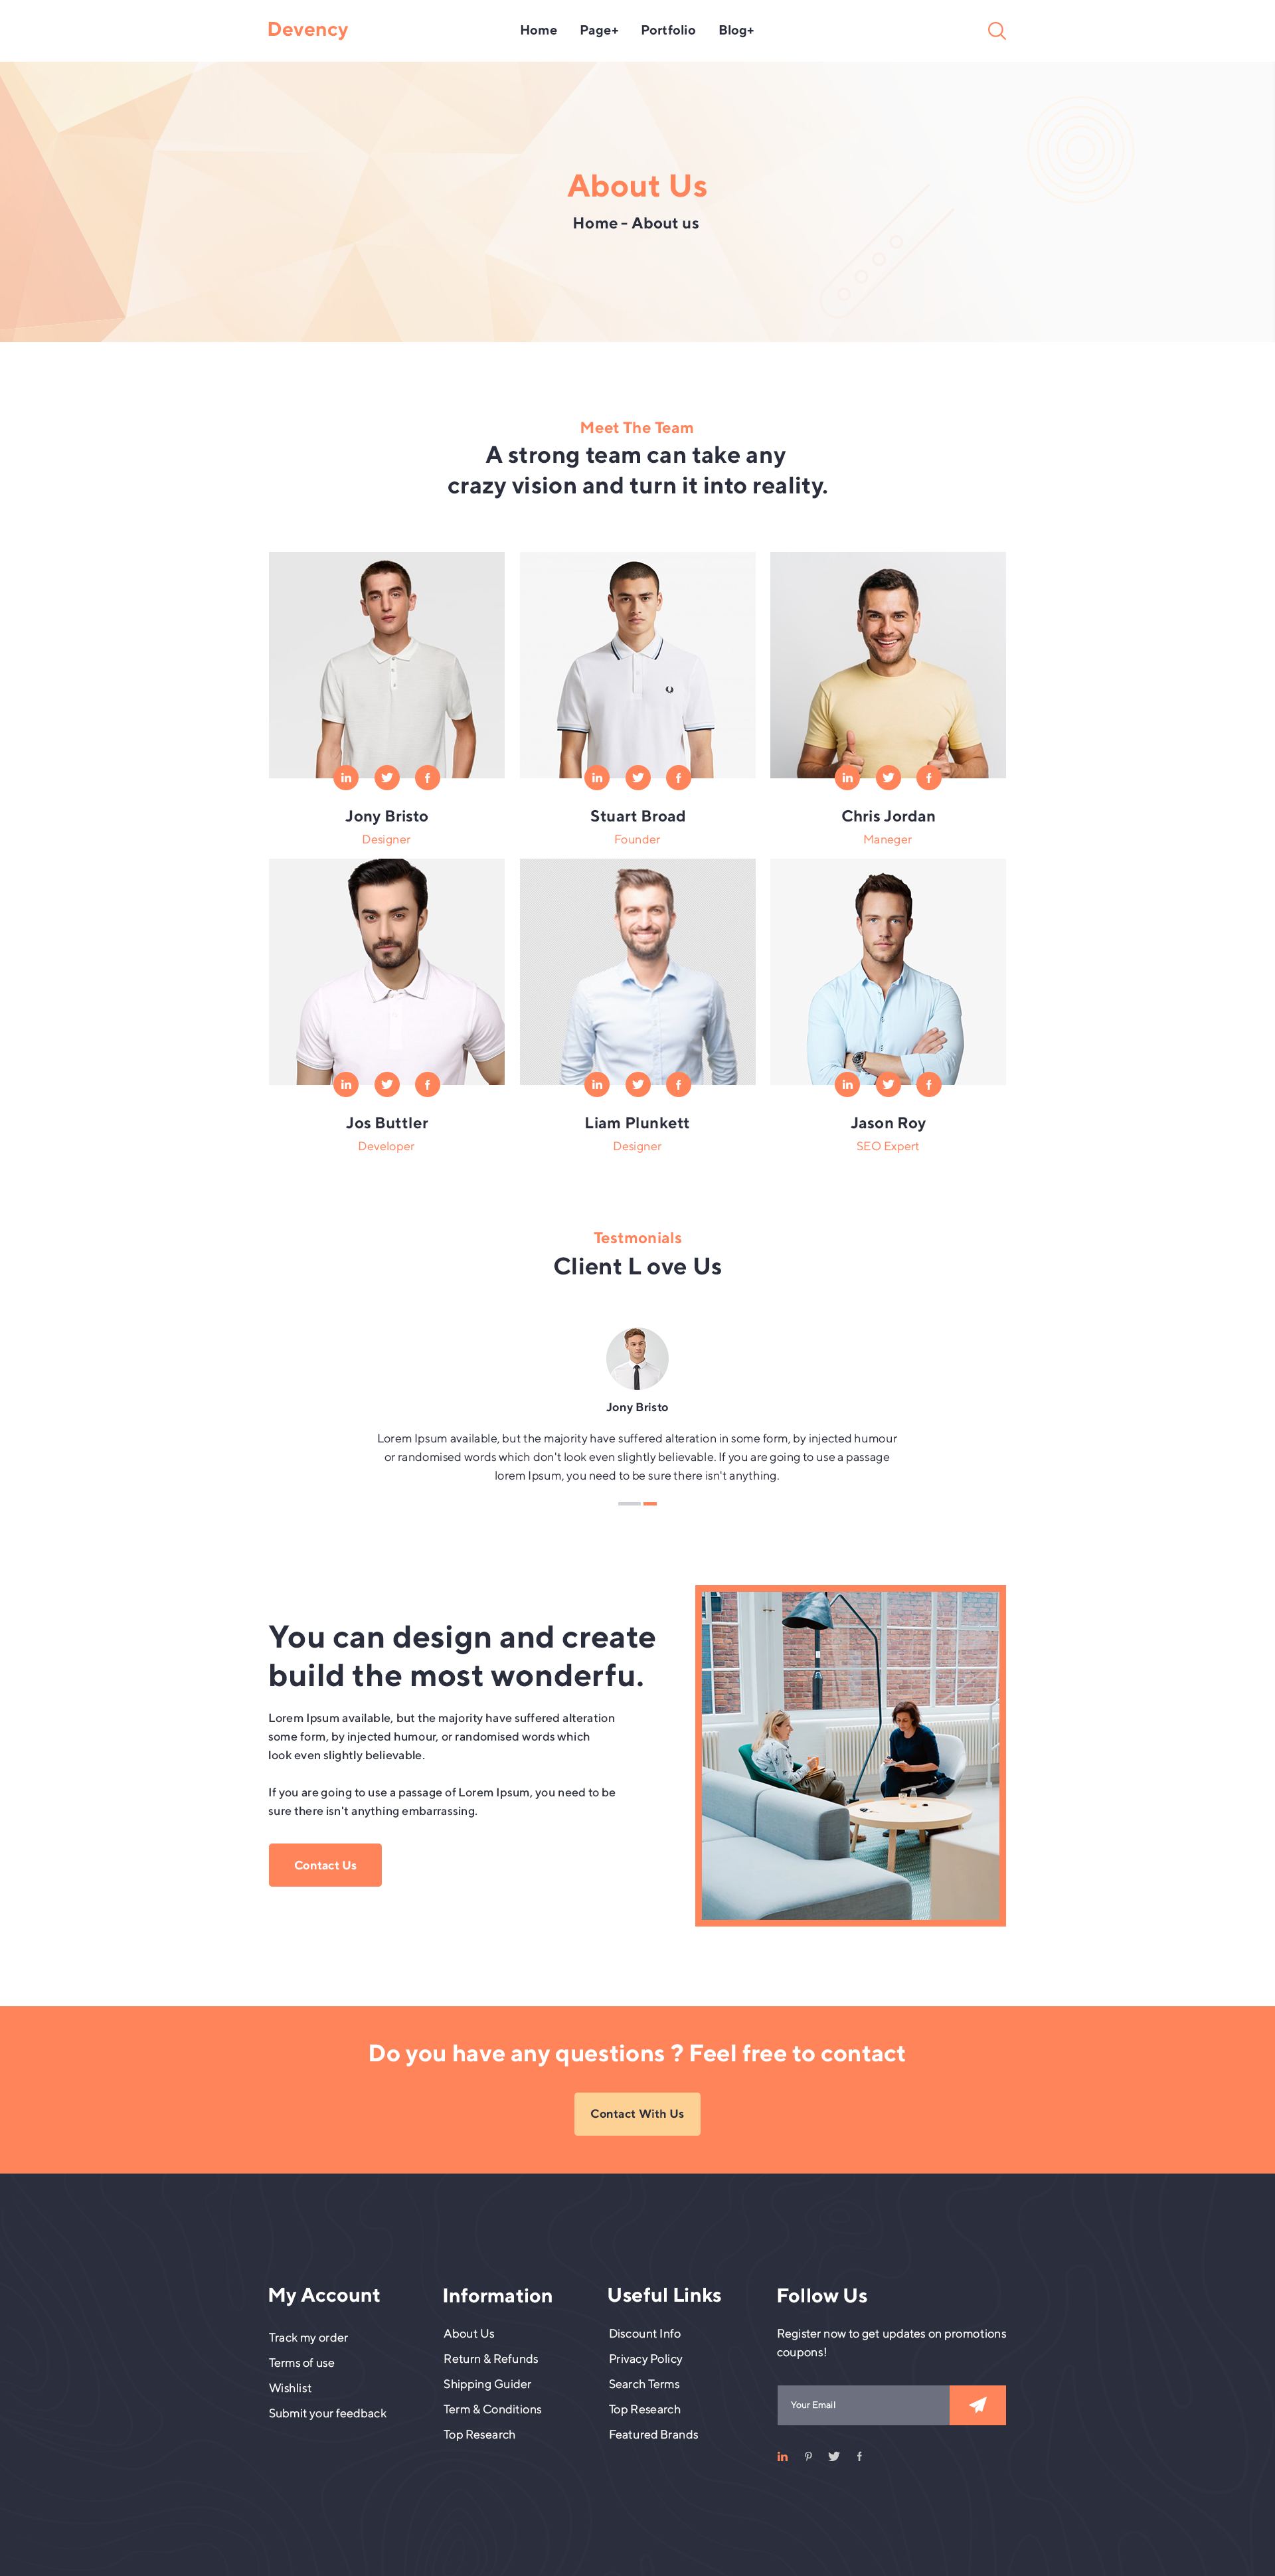 Devency
Home Page+ Portfolio Blog+
About Us
Home - About us
Meet The Team
A strong team can take any
crazy vision and turn it into reality.
in f in f in f
Jony Bristo Stuart Broad Chris Jordan
Designer Founder Maneger
in f in f in f
Jos Buttler Liam Plunkett Jason Roy
Developer Designer SEO Expert
Testmonials
Client L ove Us
Jony Bristo
Lorem Ipsum available, but the majority have suffered alteration in some form, by injected humour
or randomised words which don't look even slightly believable. If you are going to use a passage
lorem Ipsum, you need to be sure there isn't anything.
You can design and create
build the most wonderfu.
Lorem Ipsum available, but the majority have suffered alteration
some form, by injected humour, or randomised words which
look even slightly believable.
If you are going to use a passage of Lorem Ipsum, you need to be
sure there isn't anything embarrassing.
Contact Us
Do you have any questions ? Feel free to contact
Contact With Us
My Account
Track my order
Terms of use
Wishlist
Submit your feedback
Information
About Us
Return & Refunds
Shipping Guider
Term & Conditions
Top Research
Useful Links
Discount Info
Privacy Policy
Search Terms
Top Research
Featured Brands
Follow Us
Register now to get updates on promotions
coupons!
Your Email
in f